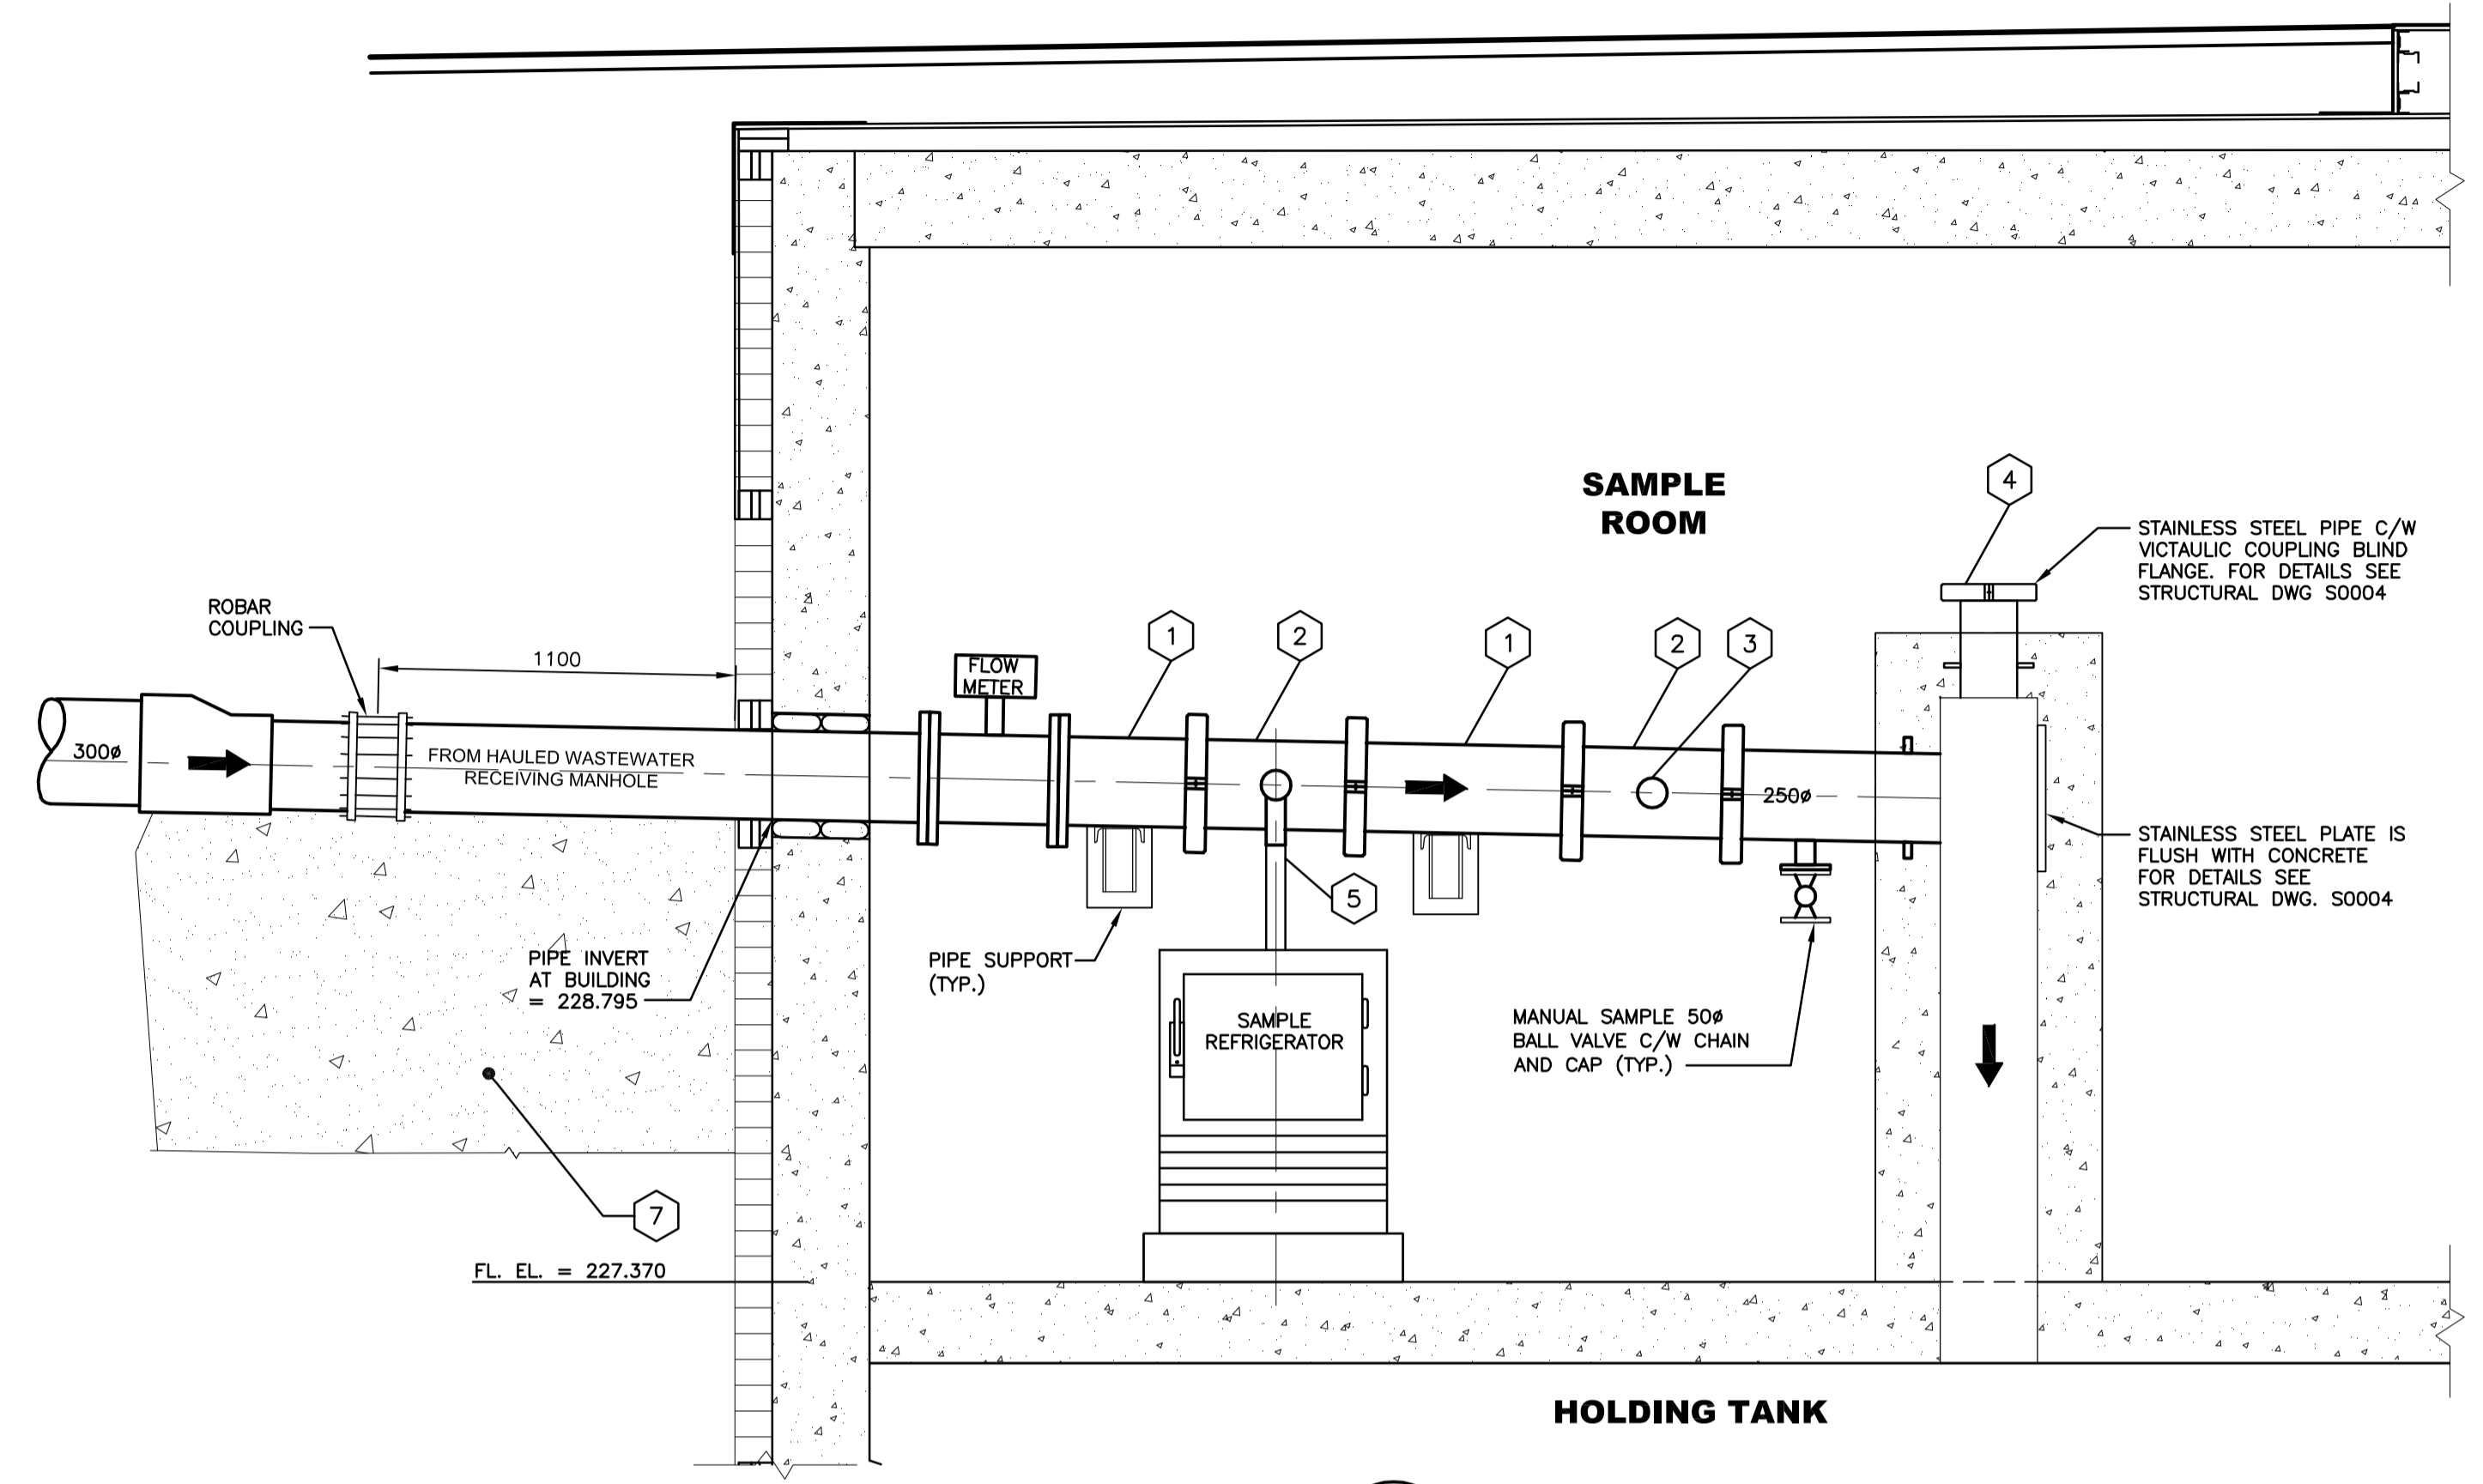 SAMPLE
ROOM
4
STAINLESS STEEL PIPE C/W
VICTAULIC COUPLING BLIND
FLANGE. FOR DETAILS SEE
STRUCTURAL DWG S0004
ROBAR
COUPLING
1100
FLOW
METER
1
2
1
2
3
300ø
FROM HAULED WASTEWATER
RECEIVING MANHOLE
250ø
STAINLESS STEEL PLATE IS
FLUSH WITH CONCRETE
FOR DETAILS SEE
STRUCTURAL DWG. S0004
5
PIPE INVERT
AT BUILDING
= 228.795
PIPE SUPPORT
(TYP.)
SAMPLE
REFRIGERATOR
MANUAL SAMPLE 50ø
BALL VALVE C/W CHAIN
AND CAP (TYP.)
7
FL. EL. = 227.370
HOLDING TANK